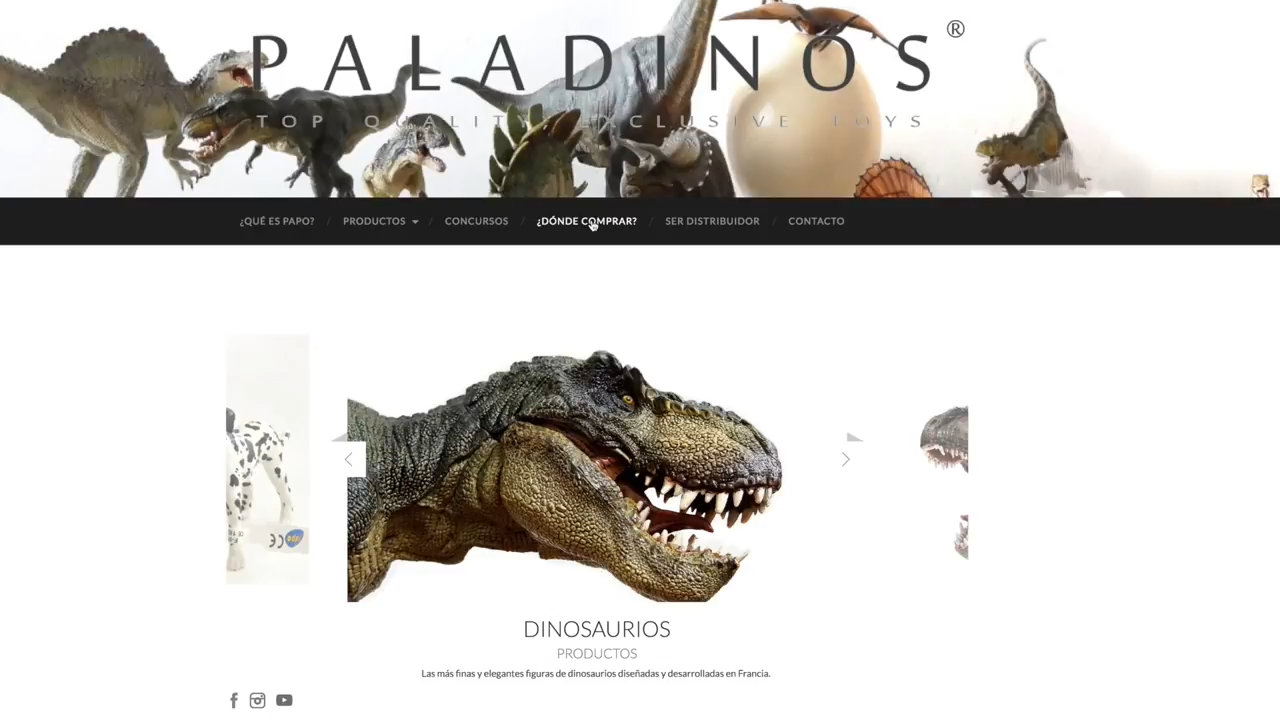 PALADINOS®
TOP QUALITY EXCLUSIVE TOYS
¿QUÉ ES PAPO? / PRODUCTOS / CONCURSOS / ¿DÓNDE COMPRAR? / SER DISTRIBUIDOR / CONTACTO
CE
DINOSAURIOS
PRODUCTOS
Las más finas y elegantes figuras de dinosaurios diseñadas y desarrolladas en Francia.